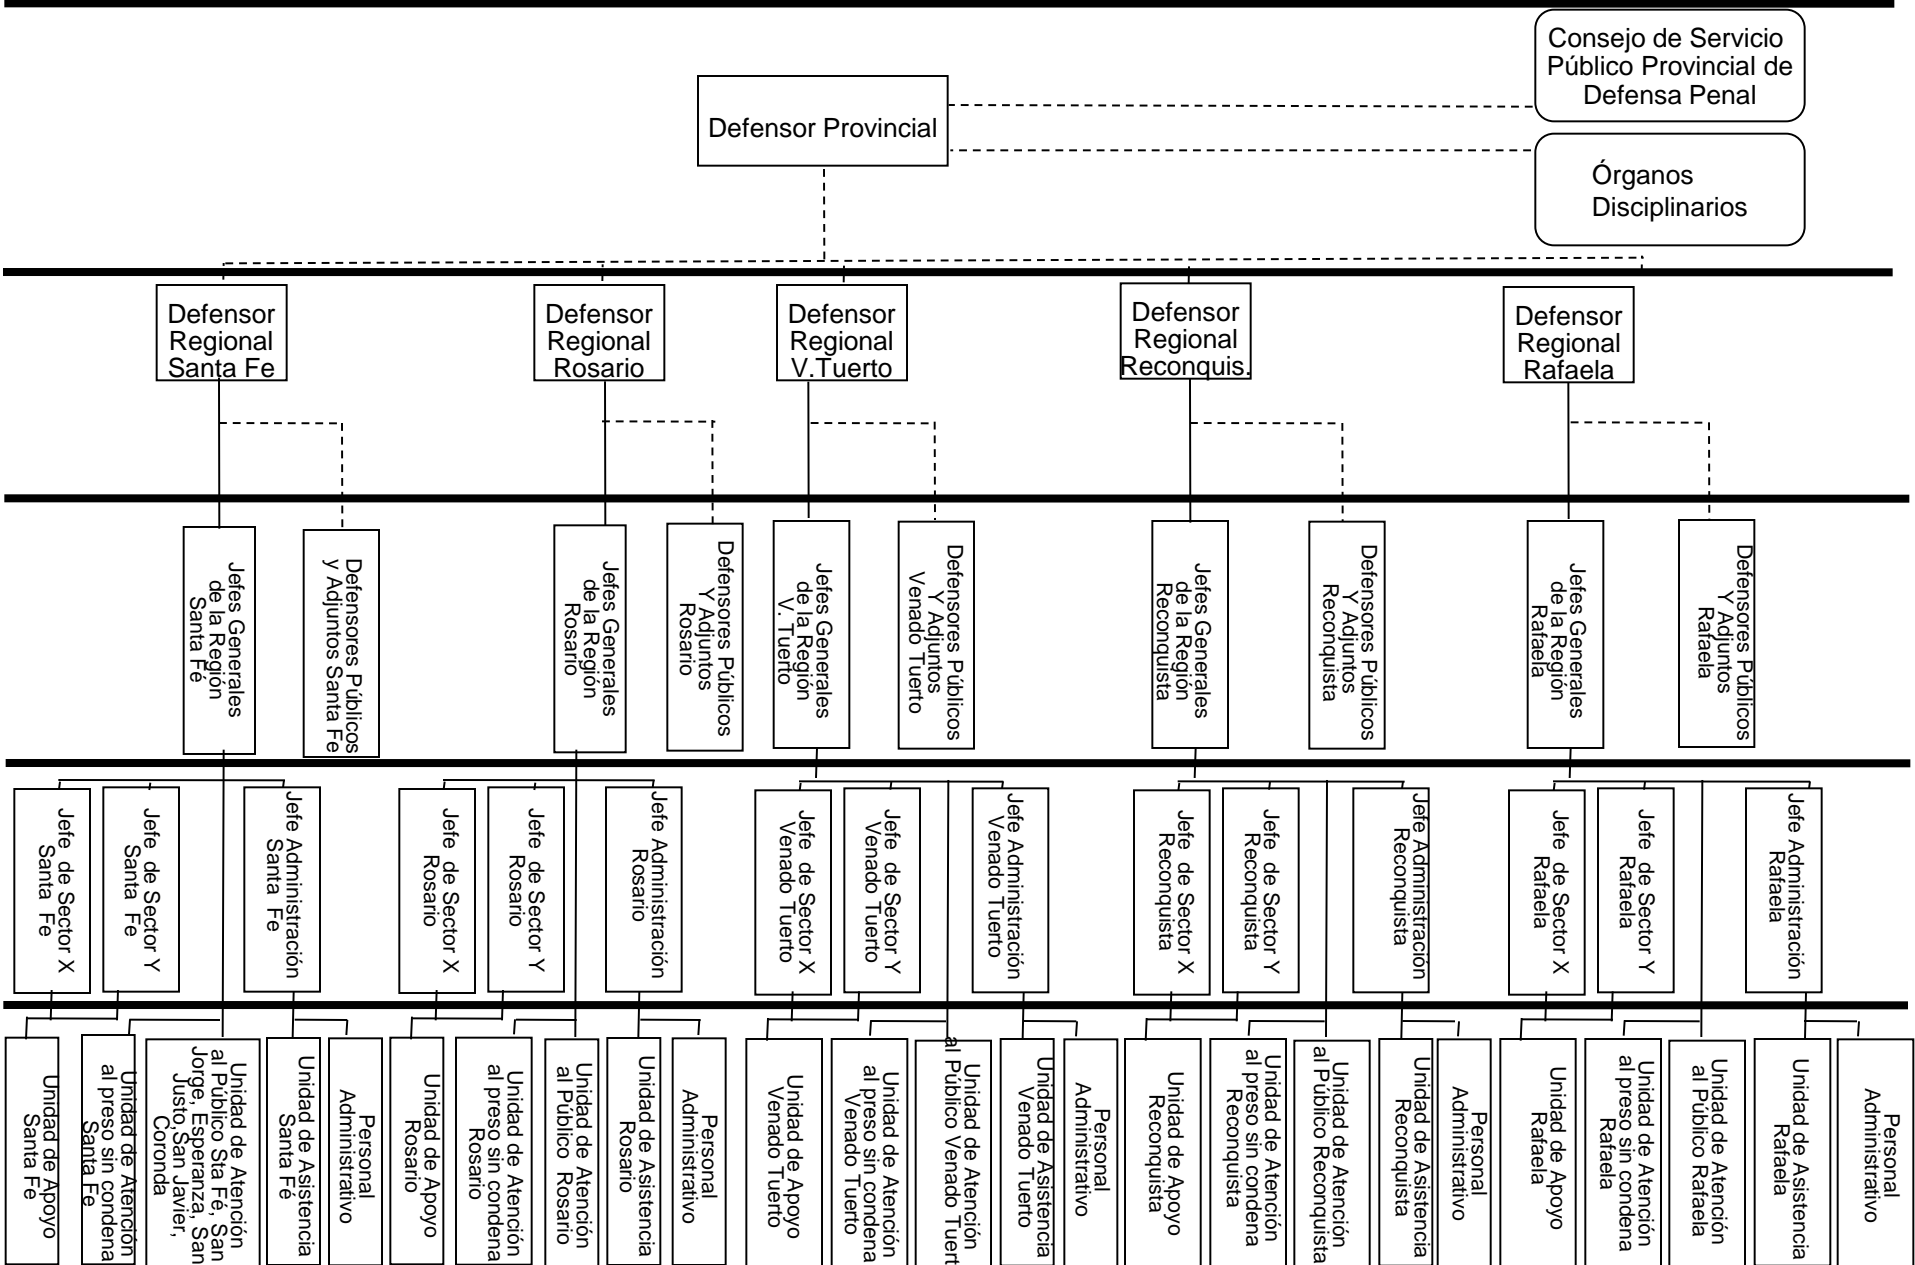 Consejo de Servicio
Público Provincial de
Defensa Penal
Defensor Provincial
Órganos
Disciplinarios
Defensor
Regional
Santa Fe
Defensor
Regional
Rosario
Defensor
Regional
V.Tuerto
Defensor
Regional
Reconquis.
Defensor
Regional
Rafaela
Jefes Generales
de la Región
Santa Fé
Defensores Públicos
y Adjuntos Santa Fe
Jefes Generales
de la Región
Rosario
Defensores Públicos
Y Adjuntos
Rosario
Jefes Generales
de la Región
V. Tuerto
Defensores Públicos
Y Adjuntos
Venado Tuerto
Jefes Generales
de la Región
Reconquista
Defensores Públicos
Y Adjuntos
Reconquista
Jefes Generales
de la Región
Rafaela
Defensores Públicos
Y Adjuntos
Rafaela
Jefe de Sector X
Santa Fe
Jefe de Sector Y
Santa Fe
Jefe Administración
Santa Fe
Jefe de Sector X
Rosario
Jefe de Sector Y
Rosario
Jefe Administración
Rosario
Jefe de Sector X
Venado Tuerto
Jefe de Sector Y
Venado Tuerto
Jefe Administración
Venado Tuerto
Jefe de Sector X
Reconquista
Jefe de Sector Y
Reconquista
Jefe Administración
Reconquista
Jefe de Sector X
Rafaela
Jefe de Sector Y
Rafaela
Jefe Administración
Rafaela
Unidad de Apoyo
Santa Fé
Unidad de Atención
al preso sin condena
Santa Fe
Unidad de Atención
al Público Sta Fé, San
Jorge, Esperanza, San
Justo,San Javier,
Coronda
Unidad de Asistencia
Santa Fé
Personal
Administrativo
Unidad de Apoyo
Rosario
Unidad de Atención
al preso sin condena
Rosario
Unidad de Atención
al Público Rosario
Unidad de Asistencia
Rosario
Personal
Administrativo
Unidad de Apoyo
Venado Tuerto
Unidad de Atención
al preso sin condena
Venado Tuerto
Unidad de Atención
al Público Venado Tuert
Unidad de Asistencia
Venado Tuerto
Personal
Administrativo
Unidad de Apoyo
Reconquista
Unidad de Atención
al preso sin condena
Reconquista
Unidad de Atención
al Público Reconquista
Unidad de Asistencia
Reconquista
Personal
Administrativo
Unidad de Apoyo
Rafaela
Unidad de Atención
al preso sin condena
Rafaela
Unidad de Atención
al Público Rafaela
Unidad de Asistencia
Rafaela
Personal
Administrativo